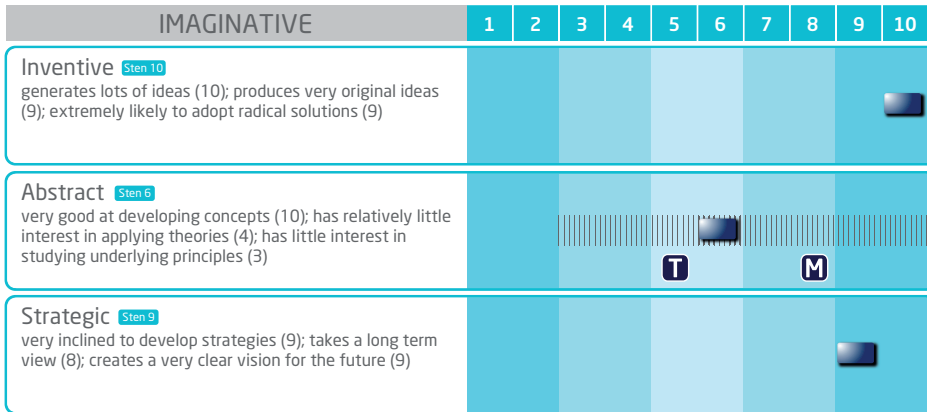 IMAGINATIVE 1 2 3 4 5 6 7 8 9 10
Inventive Sten 10
generates lots of ideas (10); produces very original ideas
(9); extremely likely to adopt radical solutions (9)
Abstract Sten 6
very good at developing concepts (10); has relatively little
interest in applying theories (4); has little interest in
studying underlying principles (3)
T M
Strategic Sten 9
very inclined to develop strategies (9); takes a long term
view (8); creates a very clear vision for the future (9)